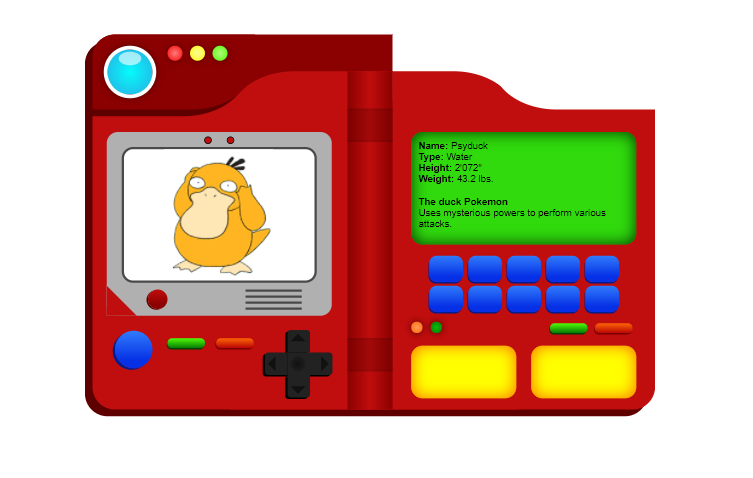 Name: Psyduck
Type: Water
Height: 2'072"
Weight: 43.2 lbs.
The duck Pokemon
Uses mysterious powers to perform various
attacks.